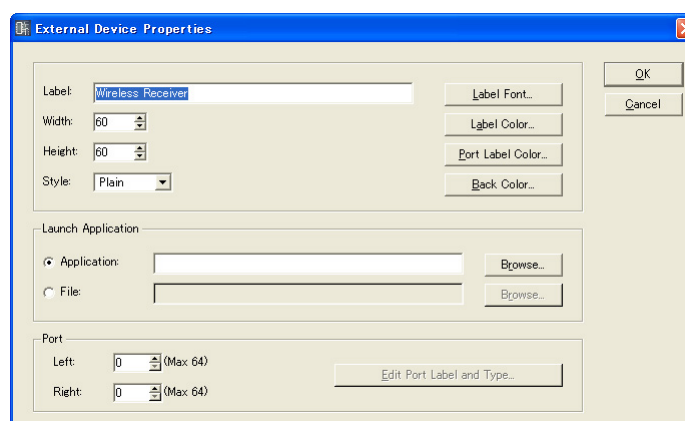 External Device Properties
Label: Wireless Receiver Label Font... OK
Width: 60 Label Color... Cancel
Height: 60 Port Label Color...
Style: Plain Back Color...
Launch Application
Application: Browse...
File: Browse...
Port
Left: 0 (Max 64) Edit Port Label and Type...
Right: 0 (Max 64)